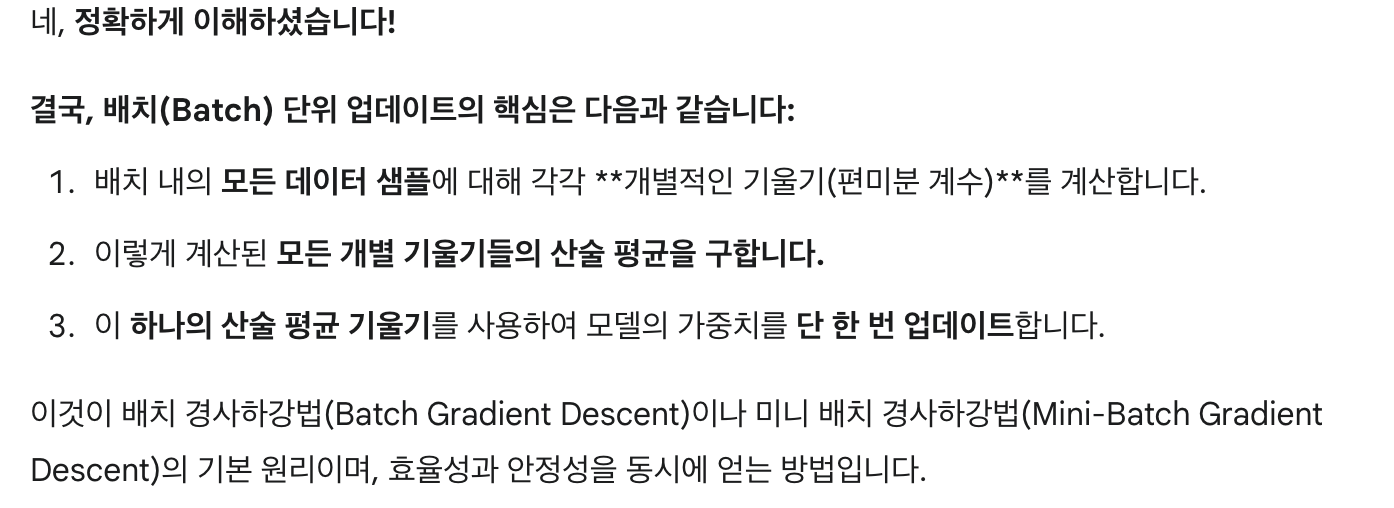 네, 정확하게 이해하셨습니다!
결국, 배치(Batch) 단위 업데이트의 핵심은 다음과 같습니다:
1. 배치 내의 모든 데이터 샘플에 대해 각각 **개별적인 기울기(편미분 계수)**를 계산합니다.
2. 이렇게 계산된 모든 개별 기울기들의 산술 평균을 구합니다.
3. 이 하나의 산술 평균 기울기를 사용하여 모델의 가중치를 단 한 번 업데이트합니다.
이것이 배치 경사하강법(Batch Gradient Descent)이나 미니 배치 경사하강법(Mini-Batch Gradient
Descent)의 기본 원리이며, 효율성과 안정성을 동시에 얻는 방법입니다.